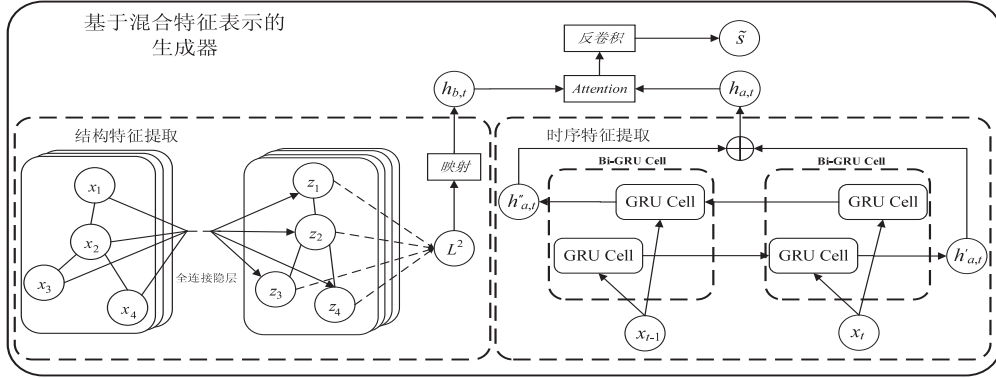 基于混合特征表示的
生成器
反卷积
s̃
h_{b,t}
Attention
h_{a,t}
结构特征提取
时序特征提取
映射
Bi-GRU Cell
Bi-GRU Cell
x_1
x_2
x_3
x_4
全连接隐层
z_1
z_2
z_3
z_4
L^2
h''_{a,t}
GRU Cell
GRU Cell
GRU Cell
GRU Cell
h'_{a,t}
x_{t-1}
x_t